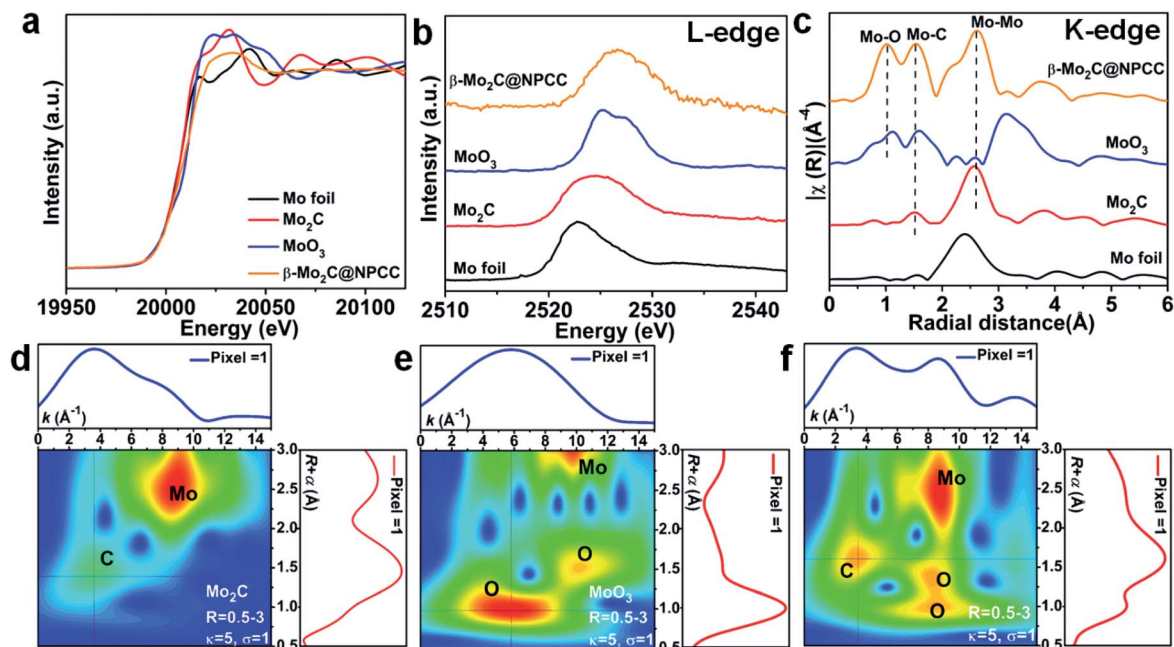 a
Intensity (a.u.)
Mo foil
Mo₂C
MoO₃
β-Mo₂C@NPCC
19950 20000 20050 20100
Energy (eV)
b
L-edge
Intensity (a.u.)
β-Mo₂C@NPCC
MoO₃
Mo₂C
Mo foil
2510 2520 2530 2540
Energy (eV)
c
K-edge
|χ (R)|(Å⁻⁴)
Mo-O Mo-C Mo-Mo
β-Mo₂C@NPCC
MoO₃
Mo₂C
Mo foil
0 1 2 3 4 5 6
Radial distance(Å)
d
Pixel =1
k (Å⁻¹)
0 2 4 6 8 10 12 14
3.0
2.5
2.0
1.5
1.0
0.5
R+α (Å)
Pixel =1
Mo
C
Mo₂C
R=0.5-3
κ=5, σ=1
e
Pixel =1
k (Å⁻¹)
0 2 4 6 8 10 12 14
3.0
2.5
2.0
1.5
1.0
0.5
R+α (Å)
Pixel =1
Mo
O
O
MoO₃
R=0.5-3
κ=5, σ=1
f
Pixel =1
k (Å⁻¹)
0 2 4 6 8 10 12 14
3.0
2.5
2.0
1.5
1.0
0.5
R+α (Å)
Pixel =1
Mo
C
O
O
R=0.5-3
κ=5, σ=1